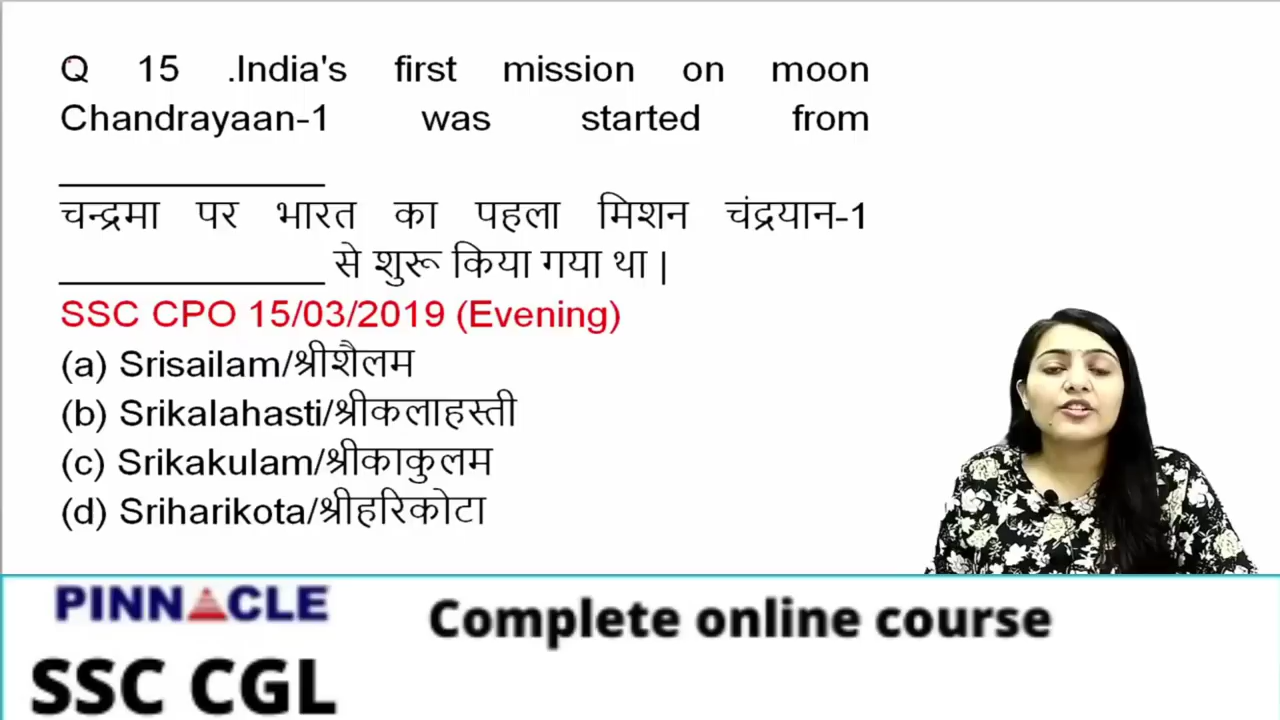 Q 15 .India's first mission on moon
Chandrayaan-1 was started from
_____________
चन्द्रमा पर भारत का पहला मिशन चंद्रयान-1
_____________ से शुरू किया गया था |
SSC CPO 15/03/2019 (Evening)
(a) Srisailam/श्रीशैलम
(b) Srikalahasti/श्रीकलाहस्ती
(c) Srikakulam/श्रीकाकुलम
(d) Sriharikota/श्रीहरिकोटा
PINNACLE
Complete online course
SSC CGL